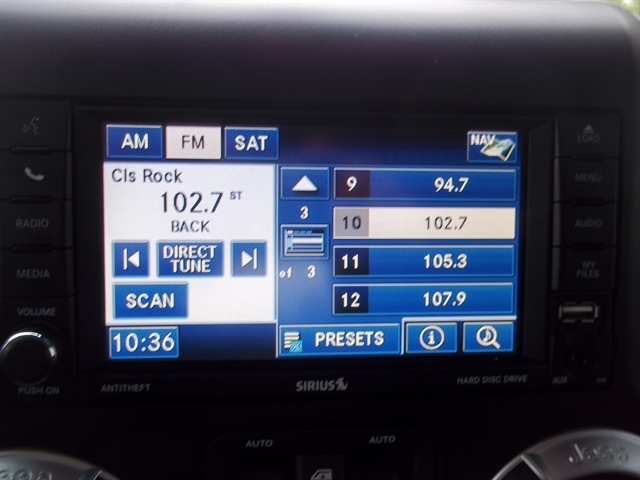 AM FM SAT NAV
Cls Rock
102.7 ST
BACK
DIRECT TUNE
SCAN
10:36
3
of 3
9 94.7
10 102.7
11 105.3
12 107.9
PRESETS
RADIO
MEDIA
VOLUME
PUSH ON
LOAD
MENU
AUDIO
MY FILES
AUX
ANTITHEFT
SIRIUS
HARD DISC DRIVE
AUTO
AUTO
Jeep
Jeep